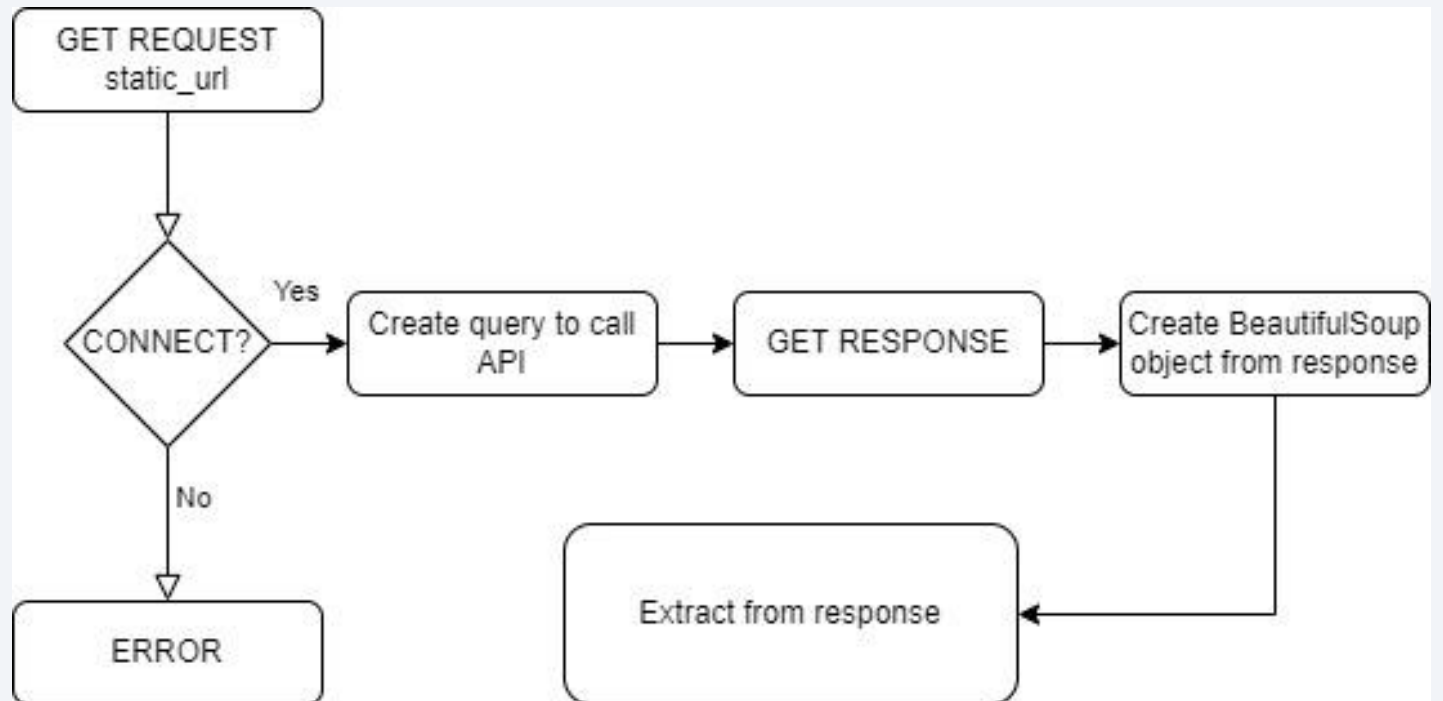 GET REQUEST
static_url
CONNECT?
Yes
Create query to call
API
GET RESPONSE
Create BeautifulSoup
object from response
No
Extract from response
ERROR